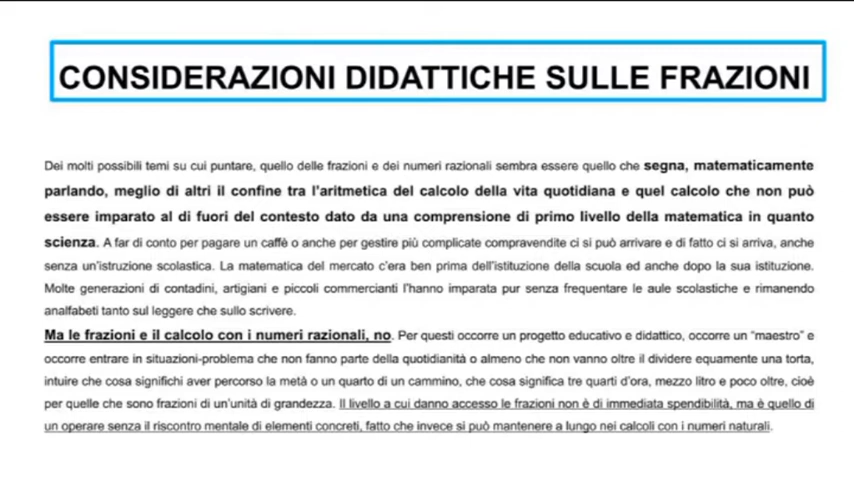 CONSIDERAZIONI DIDATTICHE SULLE FRAZIONI
Dei molti possibili temi su cui puntare, quello delle frazioni e dei numeri razionali sembra essere quello che segna, matematicamente
parlando, meglio di altri il confine tra l'aritmetica del calcolo della vita quotidiana e quel calcolo che non può
essere imparato al di fuori del contesto dato da una comprensione di primo livello della matematica in quanto
scienza. A far di conto per pagare un caffè o anche per gestire più complicate compravendite ci si può arrivare e di fatto ci si arriva, anche
senza un'istruzione scolastica. La matematica del mercato c'era ben prima dell'istituzione della scuola ed anche dopo la sua istituzione.
Molte generazioni di contadini, artigiani e piccoli commercianti l'hanno imparata pur senza frequentare le aule scolastiche e rimanendo
analfabeti tanto sul leggere che sullo scrivere.
Ma le frazioni e il calcolo con i numeri razionali, no. Per questi occorre un progetto educativo e didattico, occorre un "maestro" e
occorre entrare in situazioni-problema che non fanno parte della quotidianità o almeno che non vanno oltre il dividere equamente una torta,
intuire che cosa significhi aver percorso la metà o un quarto di un cammino, che cosa significa tre quarti d'ora, mezzo litro e poco oltre, cioè
per quelle che sono frazioni di un'unità di grandezza. Il livello a cui danno accesso le frazioni non è di immediata spendibilità, ma è quello di
un operare senza il riscontro mentale di elementi concreti, fatto che invece si può mantenere a lungo nei calcoli con i numeri naturali.